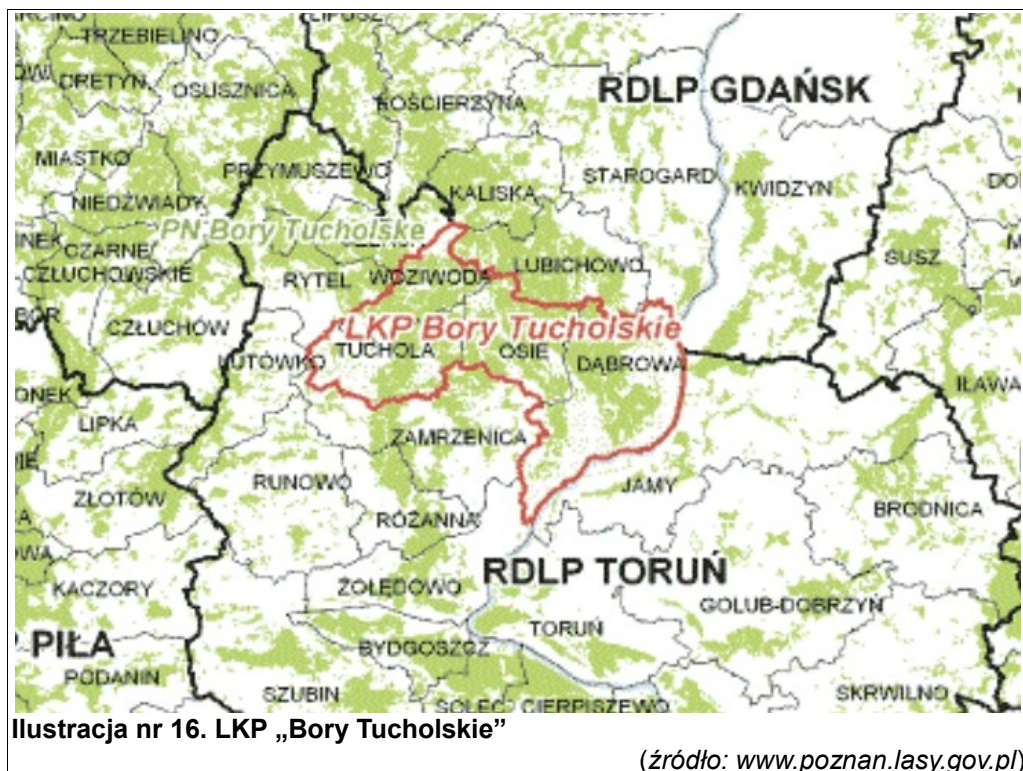 LIPUSZ
TRZEBIELINO
DRETYŃ
OSUSZNICA
KOŚCIERZYNA
RDLP GDAŃSK
MIASTKO
PRZYMUSZEWO
STAROGARD
KWIDZYN
KALISKA
NIEDŹWIADY
PN Bory Tucholske
CZARNE
CZŁUCHOWSKIE
RYTEL
WOZIWODA
LUBICHOWO
SUSZ
CZŁUCHÓW
LKP Bory Tucholskie
LUTÓWKO
TUCHOLA
OSIE
DĄBROWA
IŁAWA
LIPKA
ZAMRZENICA
ZŁOTÓW
RUNOWO
JAMY
BRODNICA
RÓŻANNA
KACZORY
ŻOŁĘDOWO
RDLP TORUŃ
GOLUB-DOBRZYŃ
TORUŃ
PIŁA
BYDGOSZCZ
PODANIN
SZUBIN
SOLEC
CIERPISZEWO
SKRWILNO
Ilustracja nr 16. LKP „Bory Tucholskie”
(źródło: www.poznan.lasy.gov.pl)